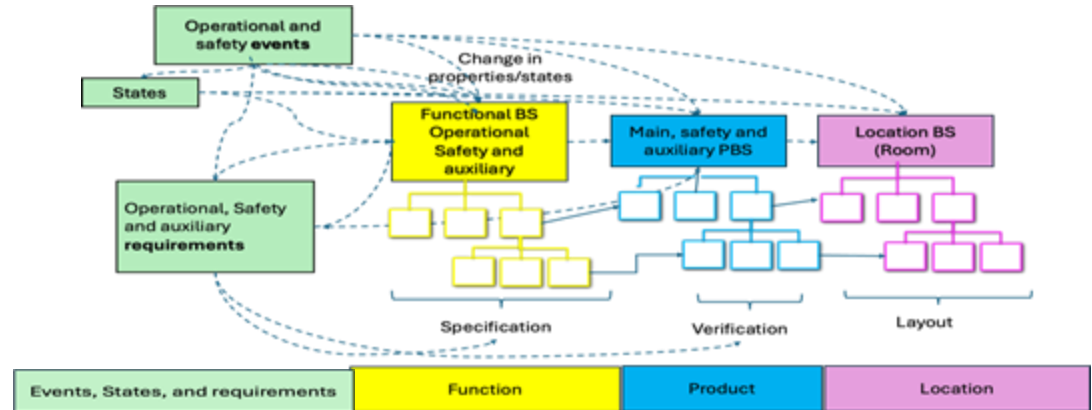 Operational and
safety events
Change in
properties/states
States
Functional BS
Operational
Safety and
auxiliary
Main, safety and
auxiliary PBS
Location BS
(Room)
Operational, Safety
and auxiliary
requirements
Specification
Verification
Layout
Events, States, and requirements
Function
Product
Location